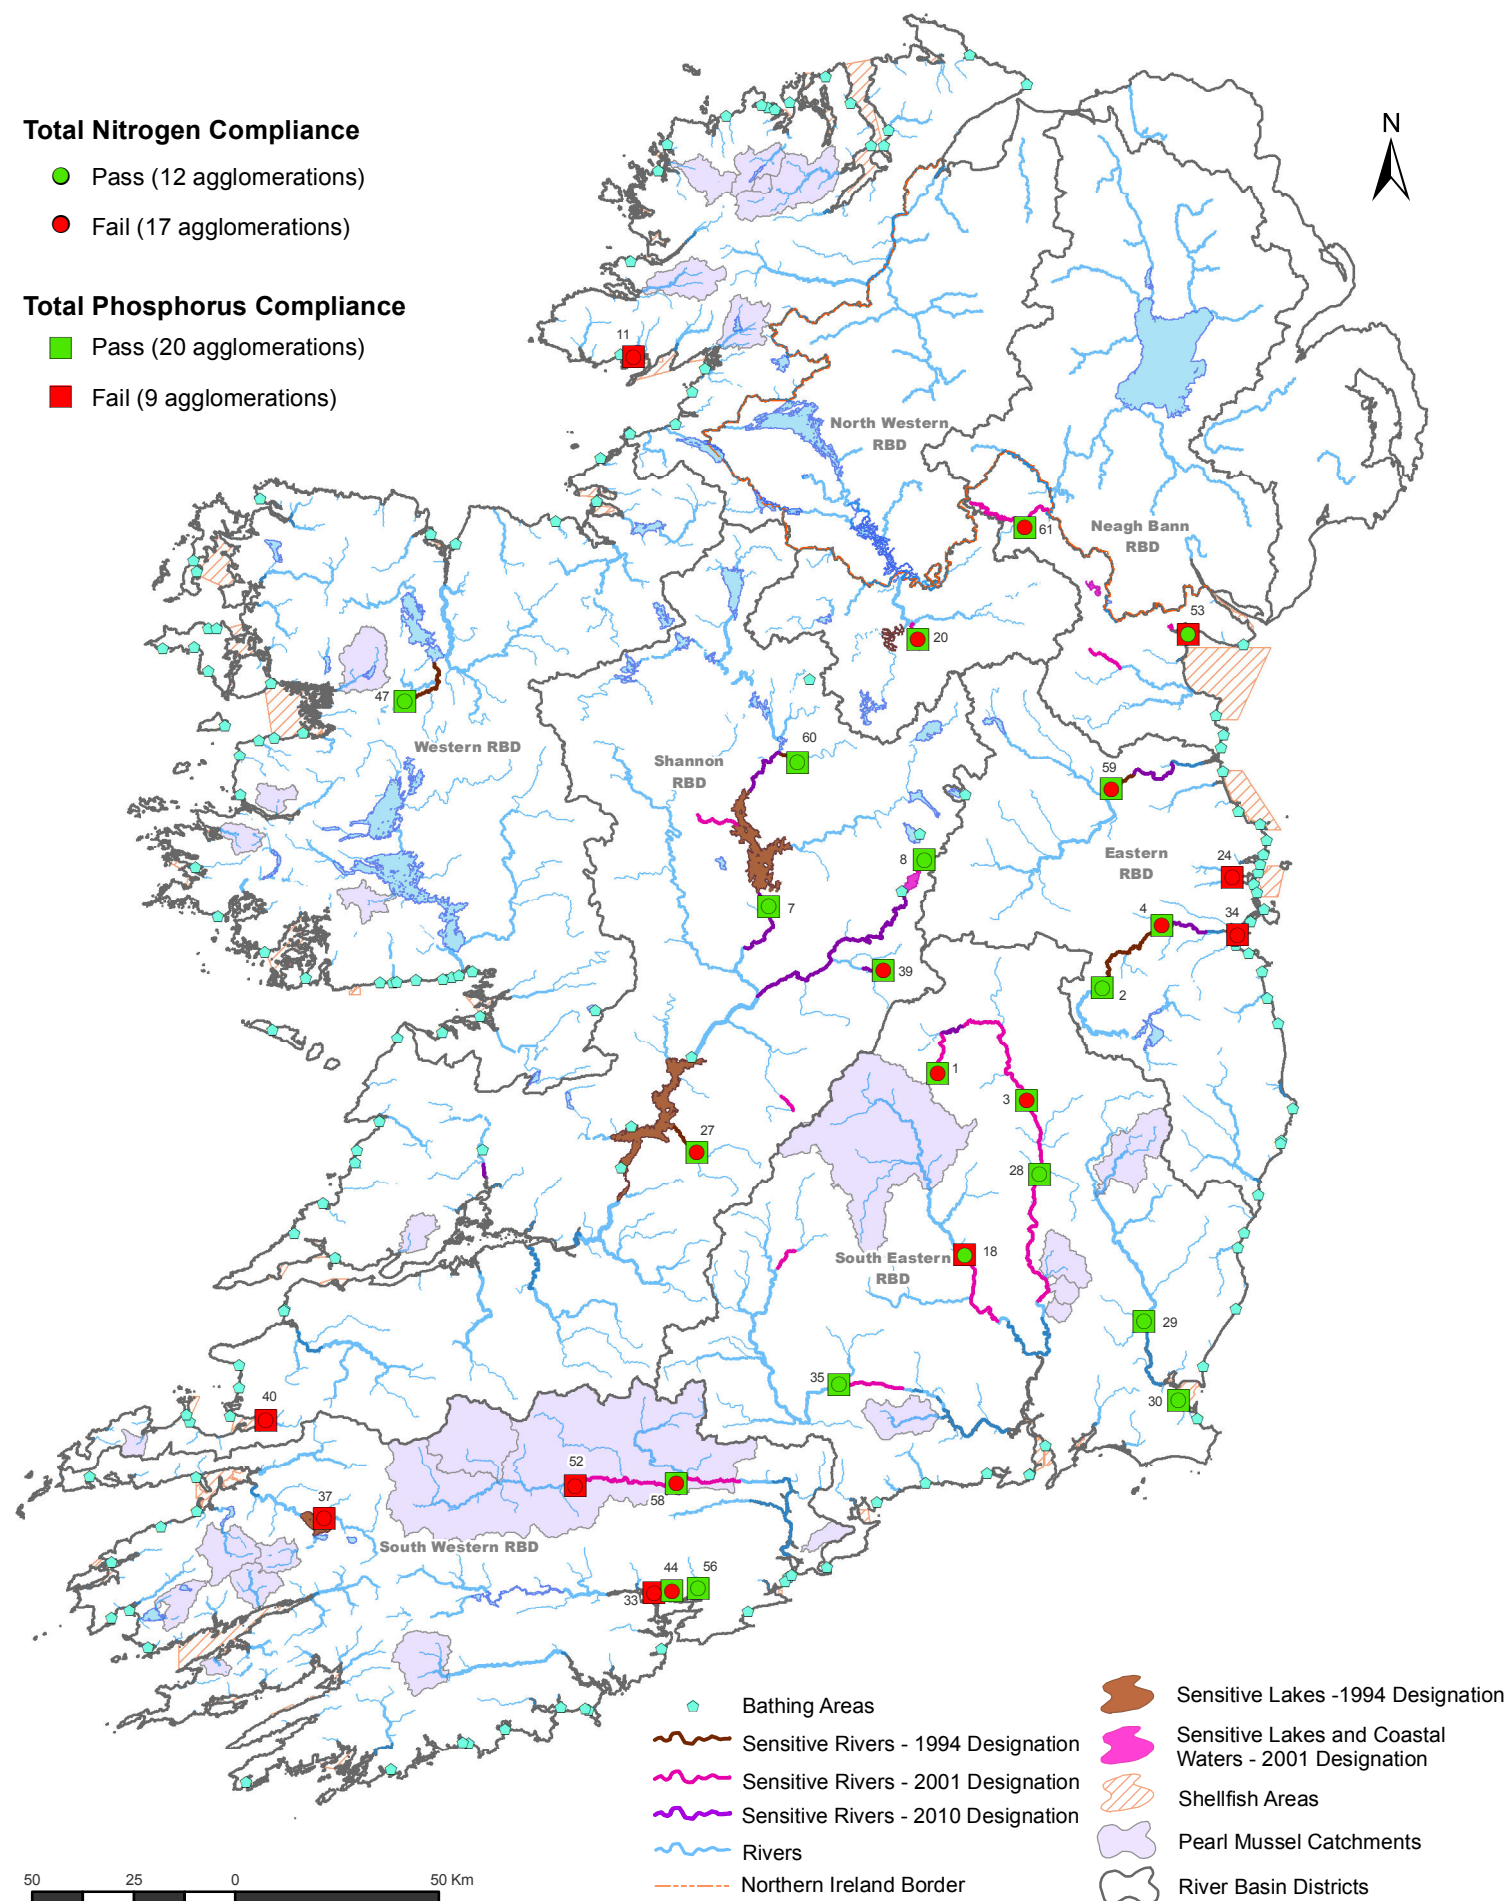 Total Nitrogen Compliance
Pass (12 agglomerations)
Fail (17 agglomerations)
Total Phosphorus Compliance
Pass (20 agglomerations)
Fail (9 agglomerations)
N
11
North Western
RBD
61
Neagh Bann
RBD
53
20
47
Western RBD
60
Shannon
RBD
59
8
Eastern
RBD
24
7
4
34
39
2
1
3
27
28
18
South Eastern
RBD
29
35
30
40
52
58
37
South Western RBD
44
56
33
Bathing Areas
Sensitive Rivers - 1994 Designation
Sensitive Rivers - 2001 Designation
Sensitive Rivers - 2010 Designation
Rivers
Northern Ireland Border
Sensitive Lakes -1994 Designation
Sensitive Lakes and Coastal
Waters - 2001 Designation
Shellfish Areas
Pearl Mussel Catchments
River Basin Districts
50 25 0 50 Km